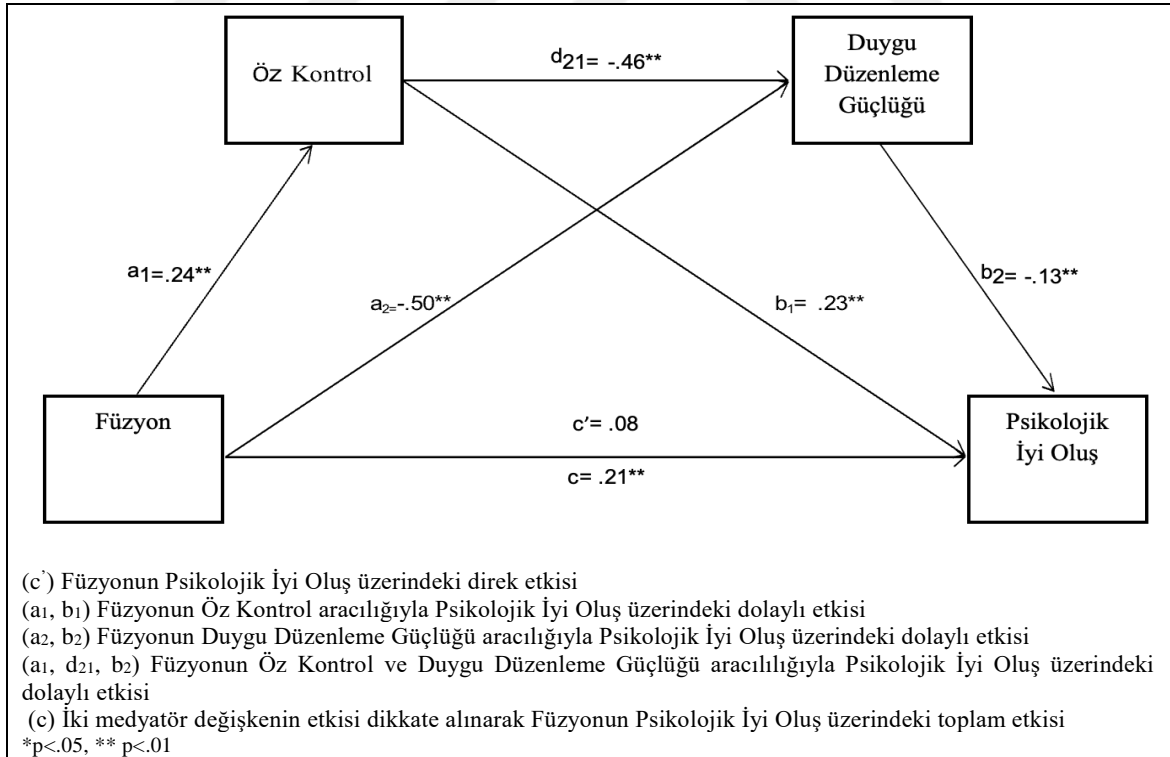 Öz Kontrol
d21= -.46**
Duygu
Düzenleme
Güçlüğü
a1=.24**
a2=-.50**
b1= .23**
b2= -.13**
Füzyon
c'= .08
c= .21**
Psikolojik
İyi Oluş
(c') Füzyonun Psikolojik İyi Oluş üzerindeki direk etkisi
(a1, b1) Füzyonun Öz Kontrol aracılığıyla Psikolojik İyi Oluş üzerindeki dolaylı etkisi
(a2, b2) Füzyonun Duygu Düzenleme Güçlüğü aracılığıyla Psikolojik İyi Oluş üzerindeki dolaylı etkisi
(a1, d21, b2) Füzyonun Öz Kontrol ve Duygu Düzenleme Güçlüğü aracılılığıyla Psikolojik İyi Oluş üzerindeki
dolaylı etkisi
(c) İki medyatör değişkenin etkisi dikkate alınarak Füzyonun Psikolojik İyi Oluş üzerindeki toplam etkisi
*p<.05, ** p<.01